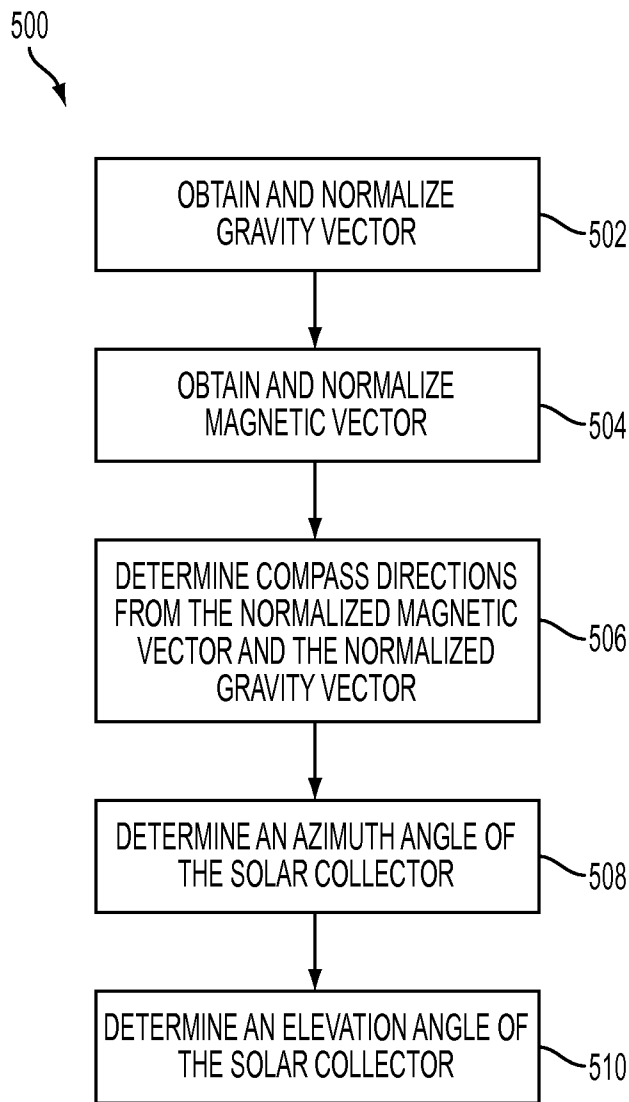 500
OBTAIN AND NORMALIZE
GRAVITY VECTOR
502
OBTAIN AND NORMALIZE
MAGNETIC VECTOR
504
DETERMINE COMPASS DIRECTIONS
FROM THE NORMALIZED MAGNETIC
VECTOR AND THE NORMALIZED
GRAVITY VECTOR
506
DETERMINE AN AZIMUTH ANGLE OF
THE SOLAR COLLECTOR
508
DETERMINE AN ELEVATION ANGLE OF
THE SOLAR COLLECTOR
510